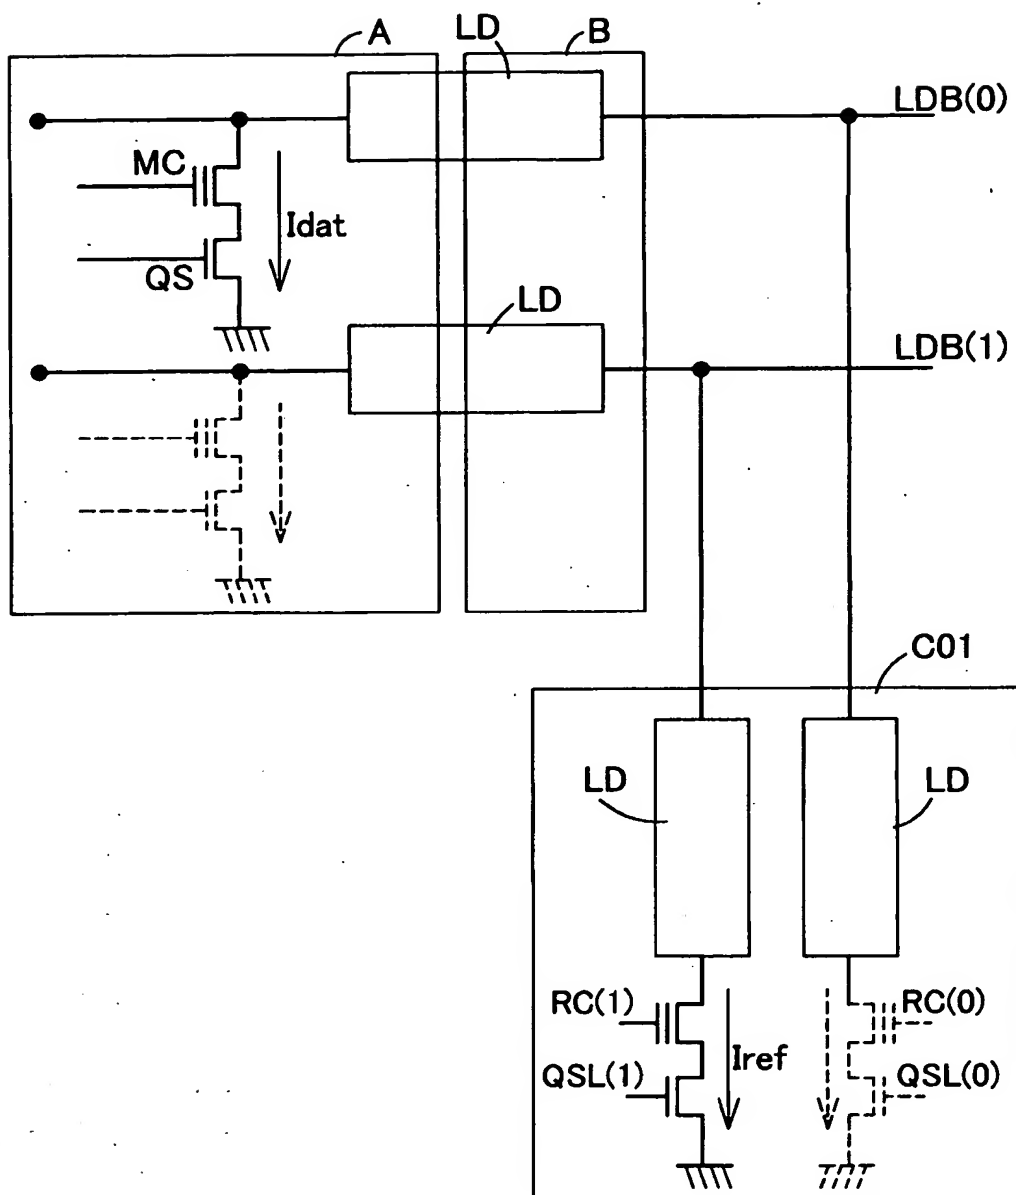 A
LD
B
LDB(0)
MC
Idat
QS
LD
LDB(1)
C01
LD
LD
RC(1)
RC(0)
Iref
QSL(1)
QSL(0)